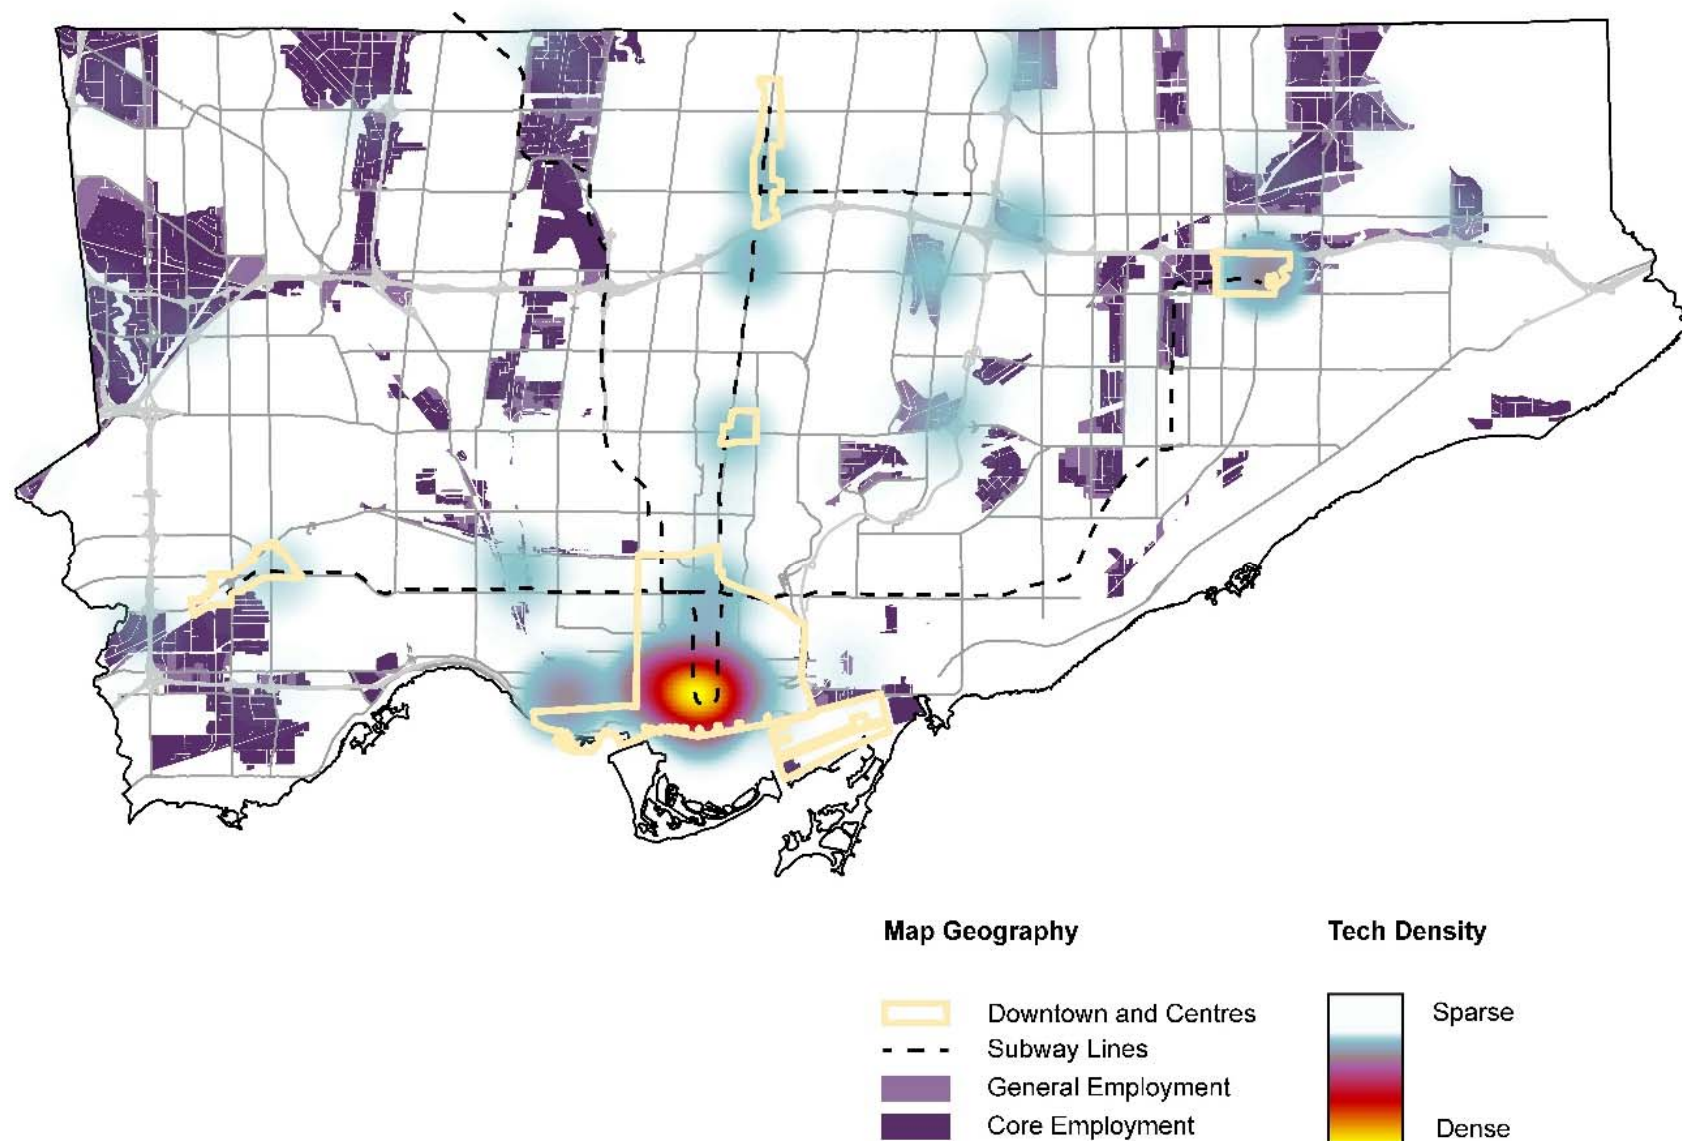 Map Geography
Downtown and Centres
Subway Lines
General Employment
Core Employment
Tech Density
Sparse
Dense